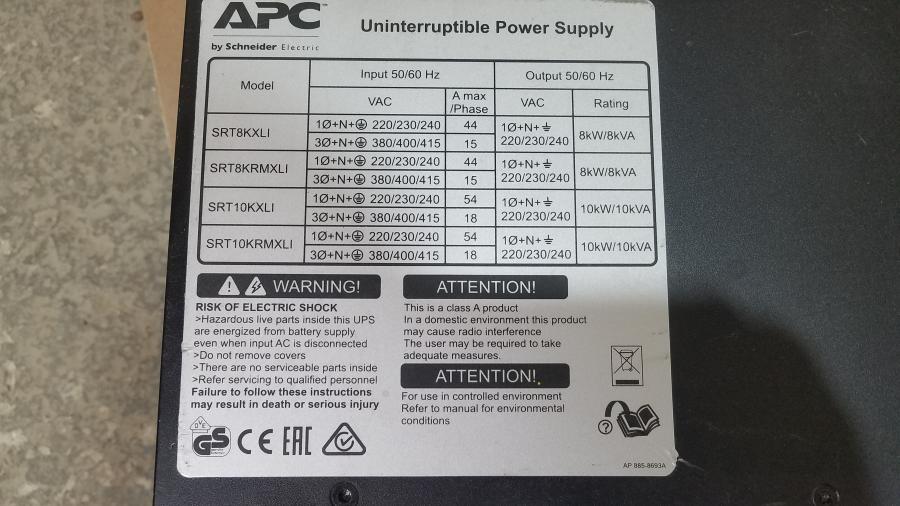 APC™
by Schneider Electric
Uninterruptible Power Supply
Model
Input 50/60 Hz
Output 50/60 Hz
VAC
A max
/Phase
VAC
Rating
SRT8KXLI
1Ø+N+⏚ 220/230/240
44
3Ø+N+⏚ 380/400/415
15
1Ø+N+⏚
220/230/240
8kW/8kVA
SRT8KRMXLI
1Ø+N+⏚ 220/230/240
44
3Ø+N+⏚ 380/400/415
15
1Ø+N+⏚
220/230/240
8kW/8kVA
SRT10KXLI
1Ø+N+⏚ 220/230/240
54
3Ø+N+⏚ 380/400/415
18
1Ø+N+⏚
220/230/240
10kW/10kVA
SRT10KRMXLI
1Ø+N+⏚ 220/230/240
54
3Ø+N+⏚ 380/400/415
18
1Ø+N+⏚
220/230/240
10kW/10kVA
WARNING!
RISK OF ELECTRIC SHOCK
>Hazardous live parts inside this UPS
are energized from battery supply
even when input AC is disconnected
>Do not remove covers
>There are no serviceable parts inside
>Refer servicing to qualified personnel
Failure to follow these instructions
may result in death or serious injury
ATTENTION!
This is a class A product
In a domestic environment this product
may cause radio interference
The user may be required to take
adequate measures.
ATTENTION!
For use in controlled environment
Refer to manual for environmental
conditions
GS
CE
EAC
?
AP 885-8693A